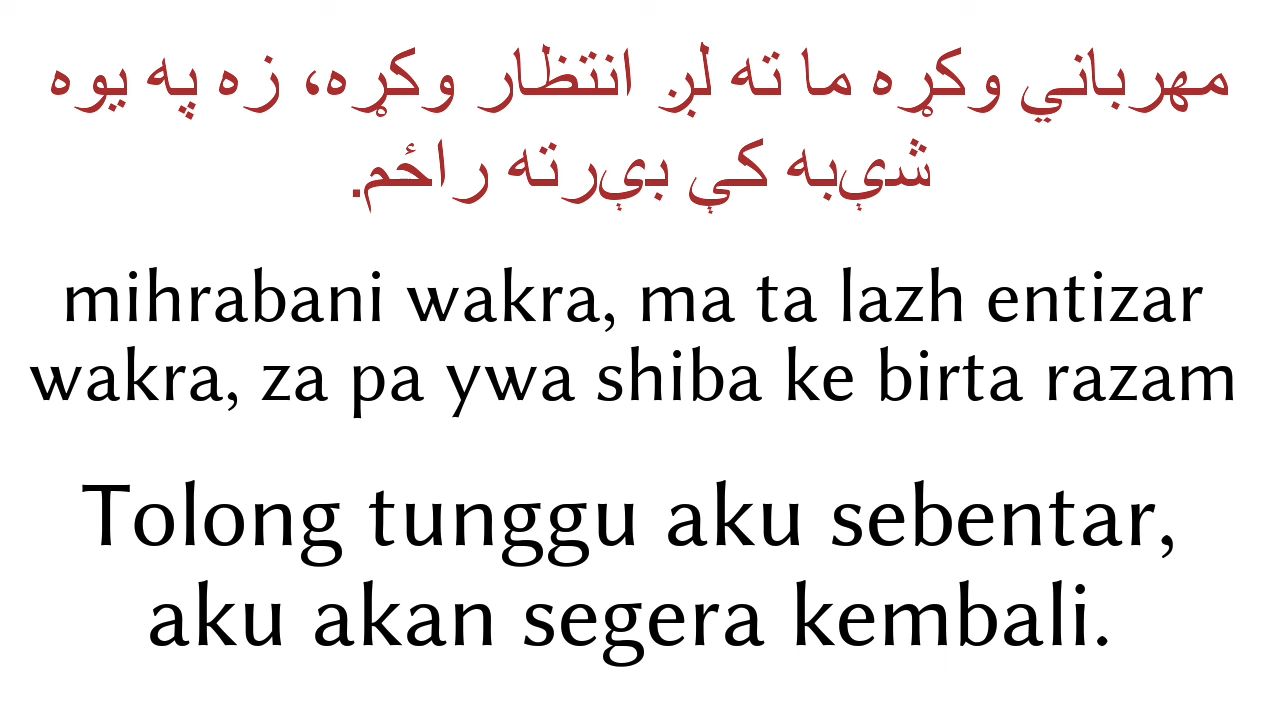 مهرباني وکړه ما ته لږ انتظار وکړه، زه په یوه
شېبه کې بېرته راځم.
mihrabani wakra, ma ta lazh entizar
wakra, za pa ywa shiba ke birta razam
Tolong tunggu aku sebentar,
aku akan segera kembali.